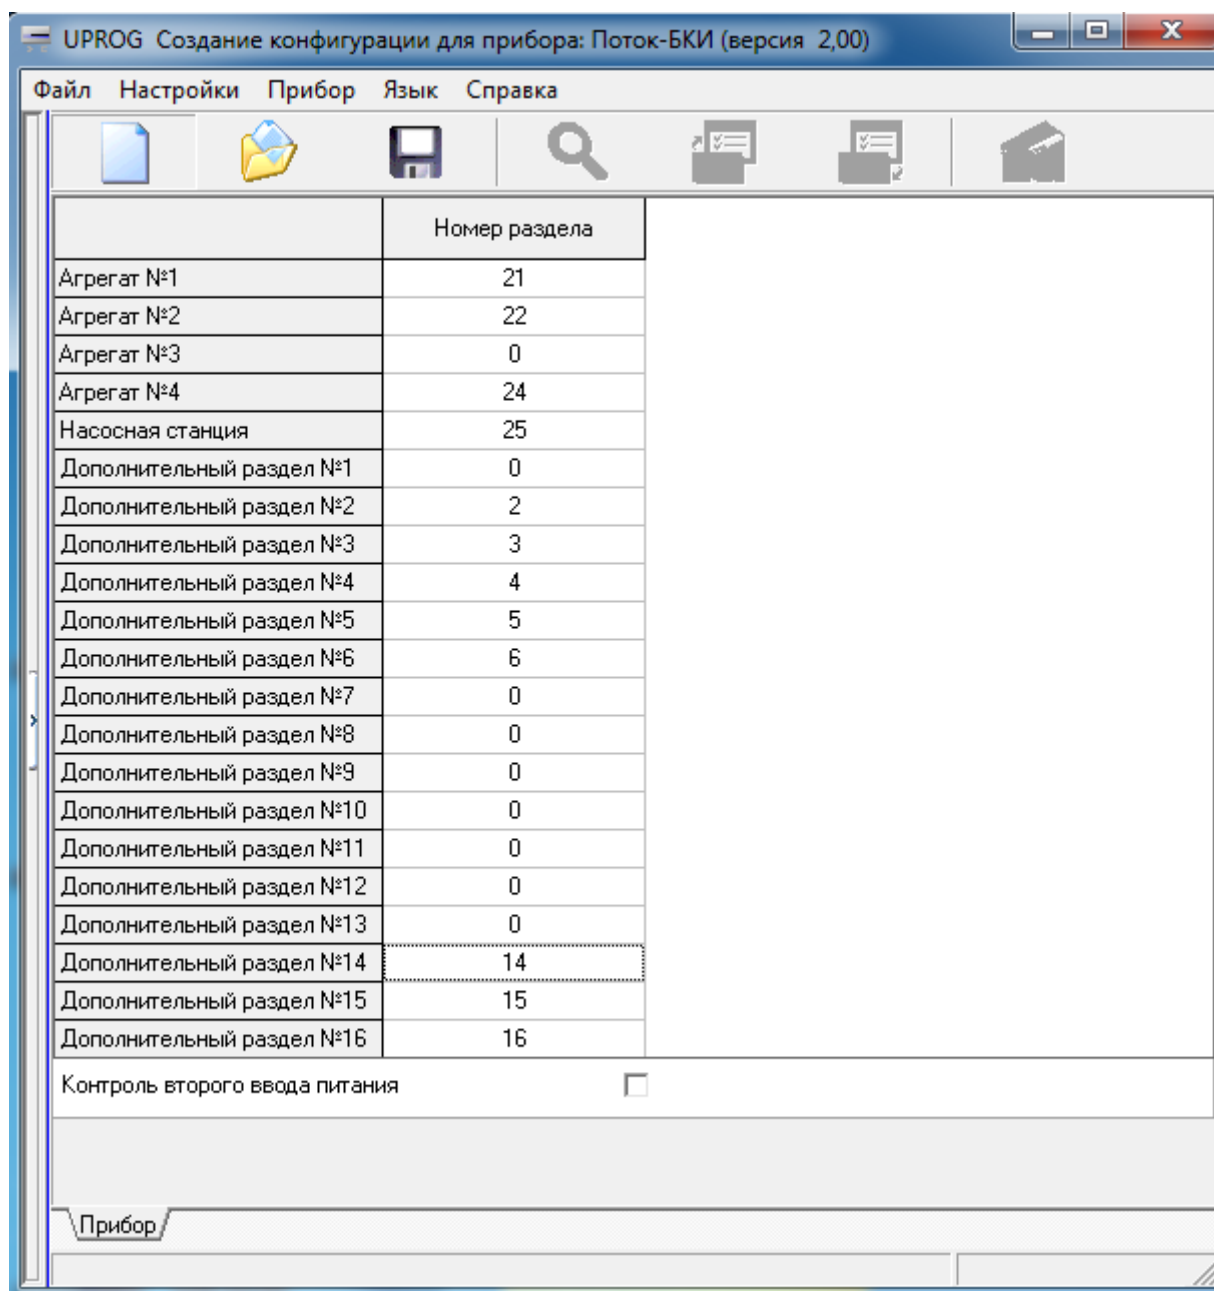 UPROG Создание конфигурации для прибора: Поток-БКИ (версия 2,00)
Файл Настройки Прибор Язык Справка
Номер раздела
Агрегат №1 21
Агрегат №2 22
Агрегат №3 0
Агрегат №4 24
Насосная станция 25
Дополнительный раздел №1 0
Дополнительный раздел №2 2
Дополнительный раздел №3 3
Дополнительный раздел №4 4
Дополнительный раздел №5 5
Дополнительный раздел №6 6
Дополнительный раздел №7 0
Дополнительный раздел №8 0
Дополнительный раздел №9 0
Дополнительный раздел №10 0
Дополнительный раздел №11 0
Дополнительный раздел №12 0
Дополнительный раздел №13 0
Дополнительный раздел №14 14
Дополнительный раздел №15 15
Дополнительный раздел №16 16
Контроль второго ввода питания
Прибор